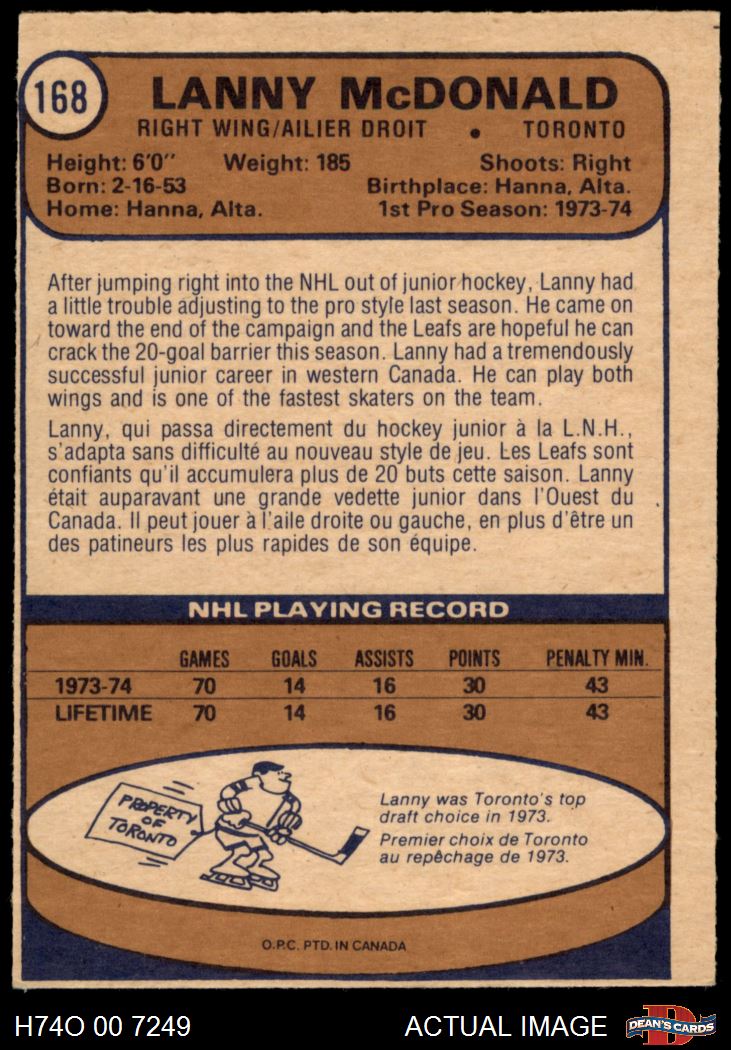 168
LANNY McDONALD
RIGHT WING/AILIER DROIT • TORONTO
Height: 6'0'' Weight: 185 Shoots: Right
Born: 2-16-53 Birthplace: Hanna, Alta.
Home: Hanna, Alta. 1st Pro Season: 1973-74
After jumping right into the NHL out of junior hockey, Lanny had
a little trouble adjusting to the pro style last season. He came on
toward the end of the campaign and the Leafs are hopeful he can
crack the 20-goal barrier this season. Lanny had a tremendously
successful junior career in western Canada. He can play both
wings and is one of the fastest skaters on the team.
Lanny, qui passa directement du hockey junior à la L.N.H.,
s'adapta sans difficulté au nouveau style de jeu. Les Leafs sont
confiants qu'il accumulera plus de 20 buts cette saison. Lanny
était auparavant une grande vedette junior dans l'Ouest du
Canada. Il peut jouer à l'aile droite ou gauche, en plus d'être un
des patineurs les plus rapides de son équipe.
NHL PLAYING RECORD
GAMES GOALS ASSISTS POINTS PENALTY MIN.
1973-74 70 14 16 30 43
LIFETIME 70 14 16 30 43
PROPERTY
OF
TORONTO
Lanny was Toronto's top
draft choice in 1973.
Premier choix de Toronto
au repêchage de 1973.
O.P.C. PTD. IN CANADA
H74O 00 7249 ACTUAL IMAGE
D
DEAN'S CARDS